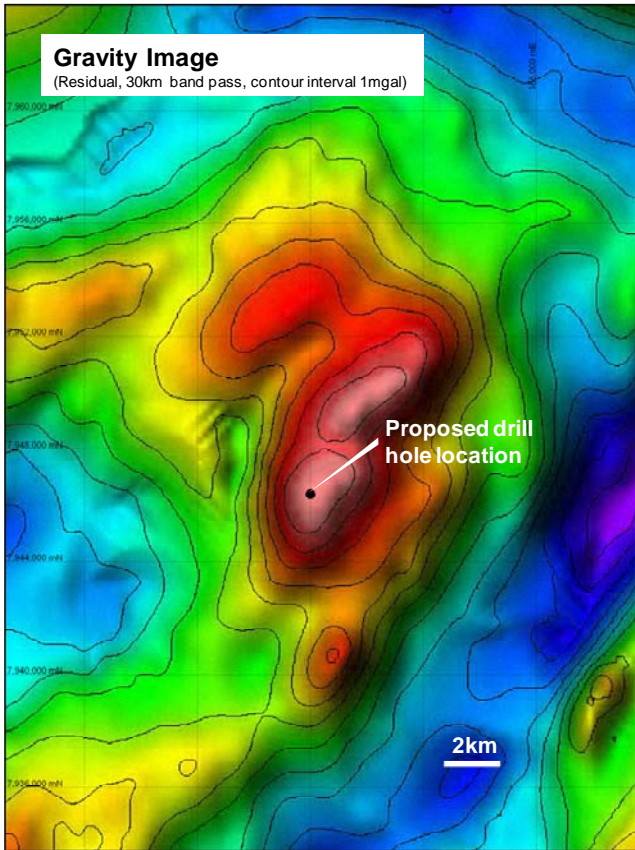 Gravity Image
(Residual, 30km band pass, contour interval 1mgal)
7,960,000 mN
7,956,000 mN
7,952,000 mN
Proposed drill
hole location
7,948,000 mN
7,944,000 mN
7,940,000 mN
2km
7,936,000 mN